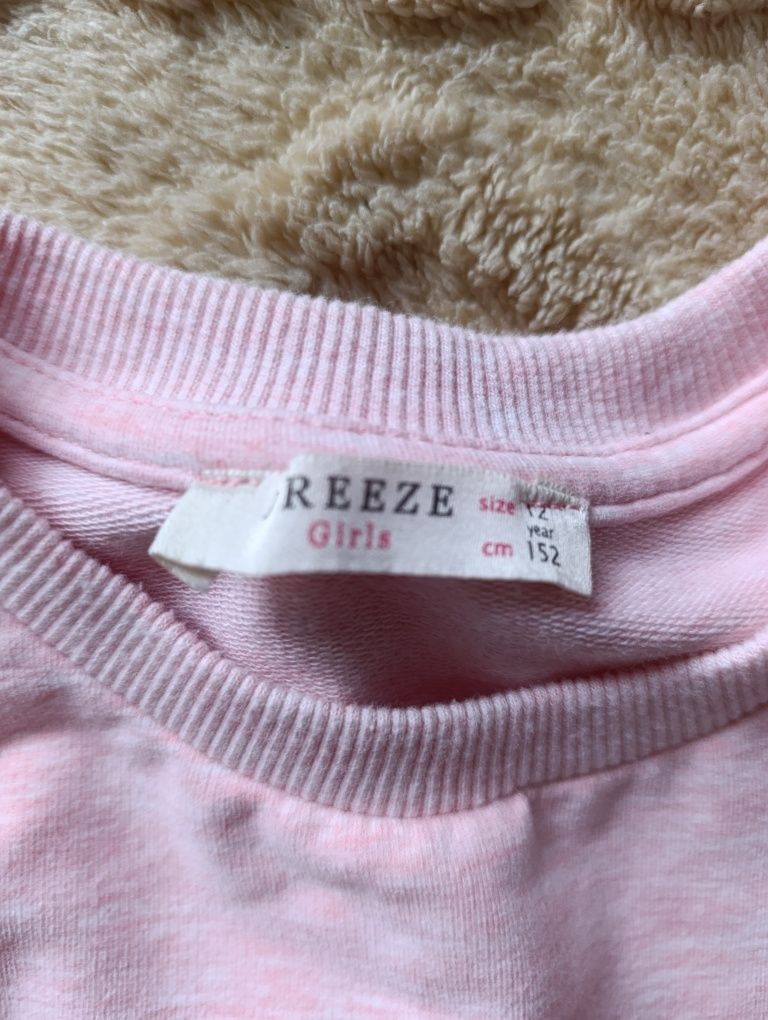 REEZE size 12
Girls year
cm 152